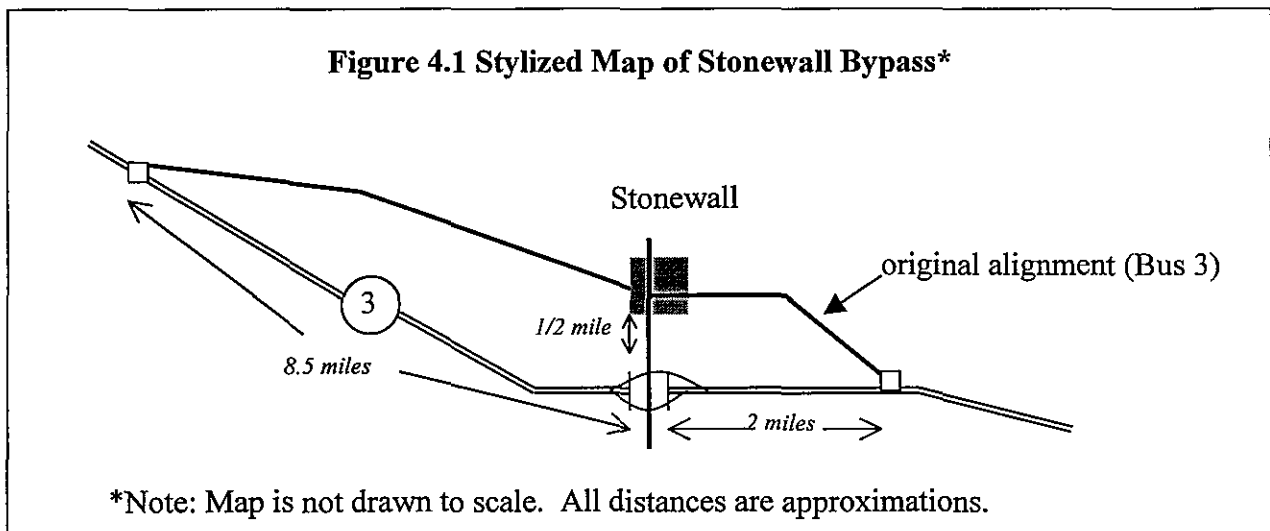 Figure 4.1 Stylized Map of Stonewall Bypass*
Stonewall
original alignment (Bus 3)
3
1/2 mile
8.5 miles
2 miles
*Note: Map is not drawn to scale. All distances are approximations.